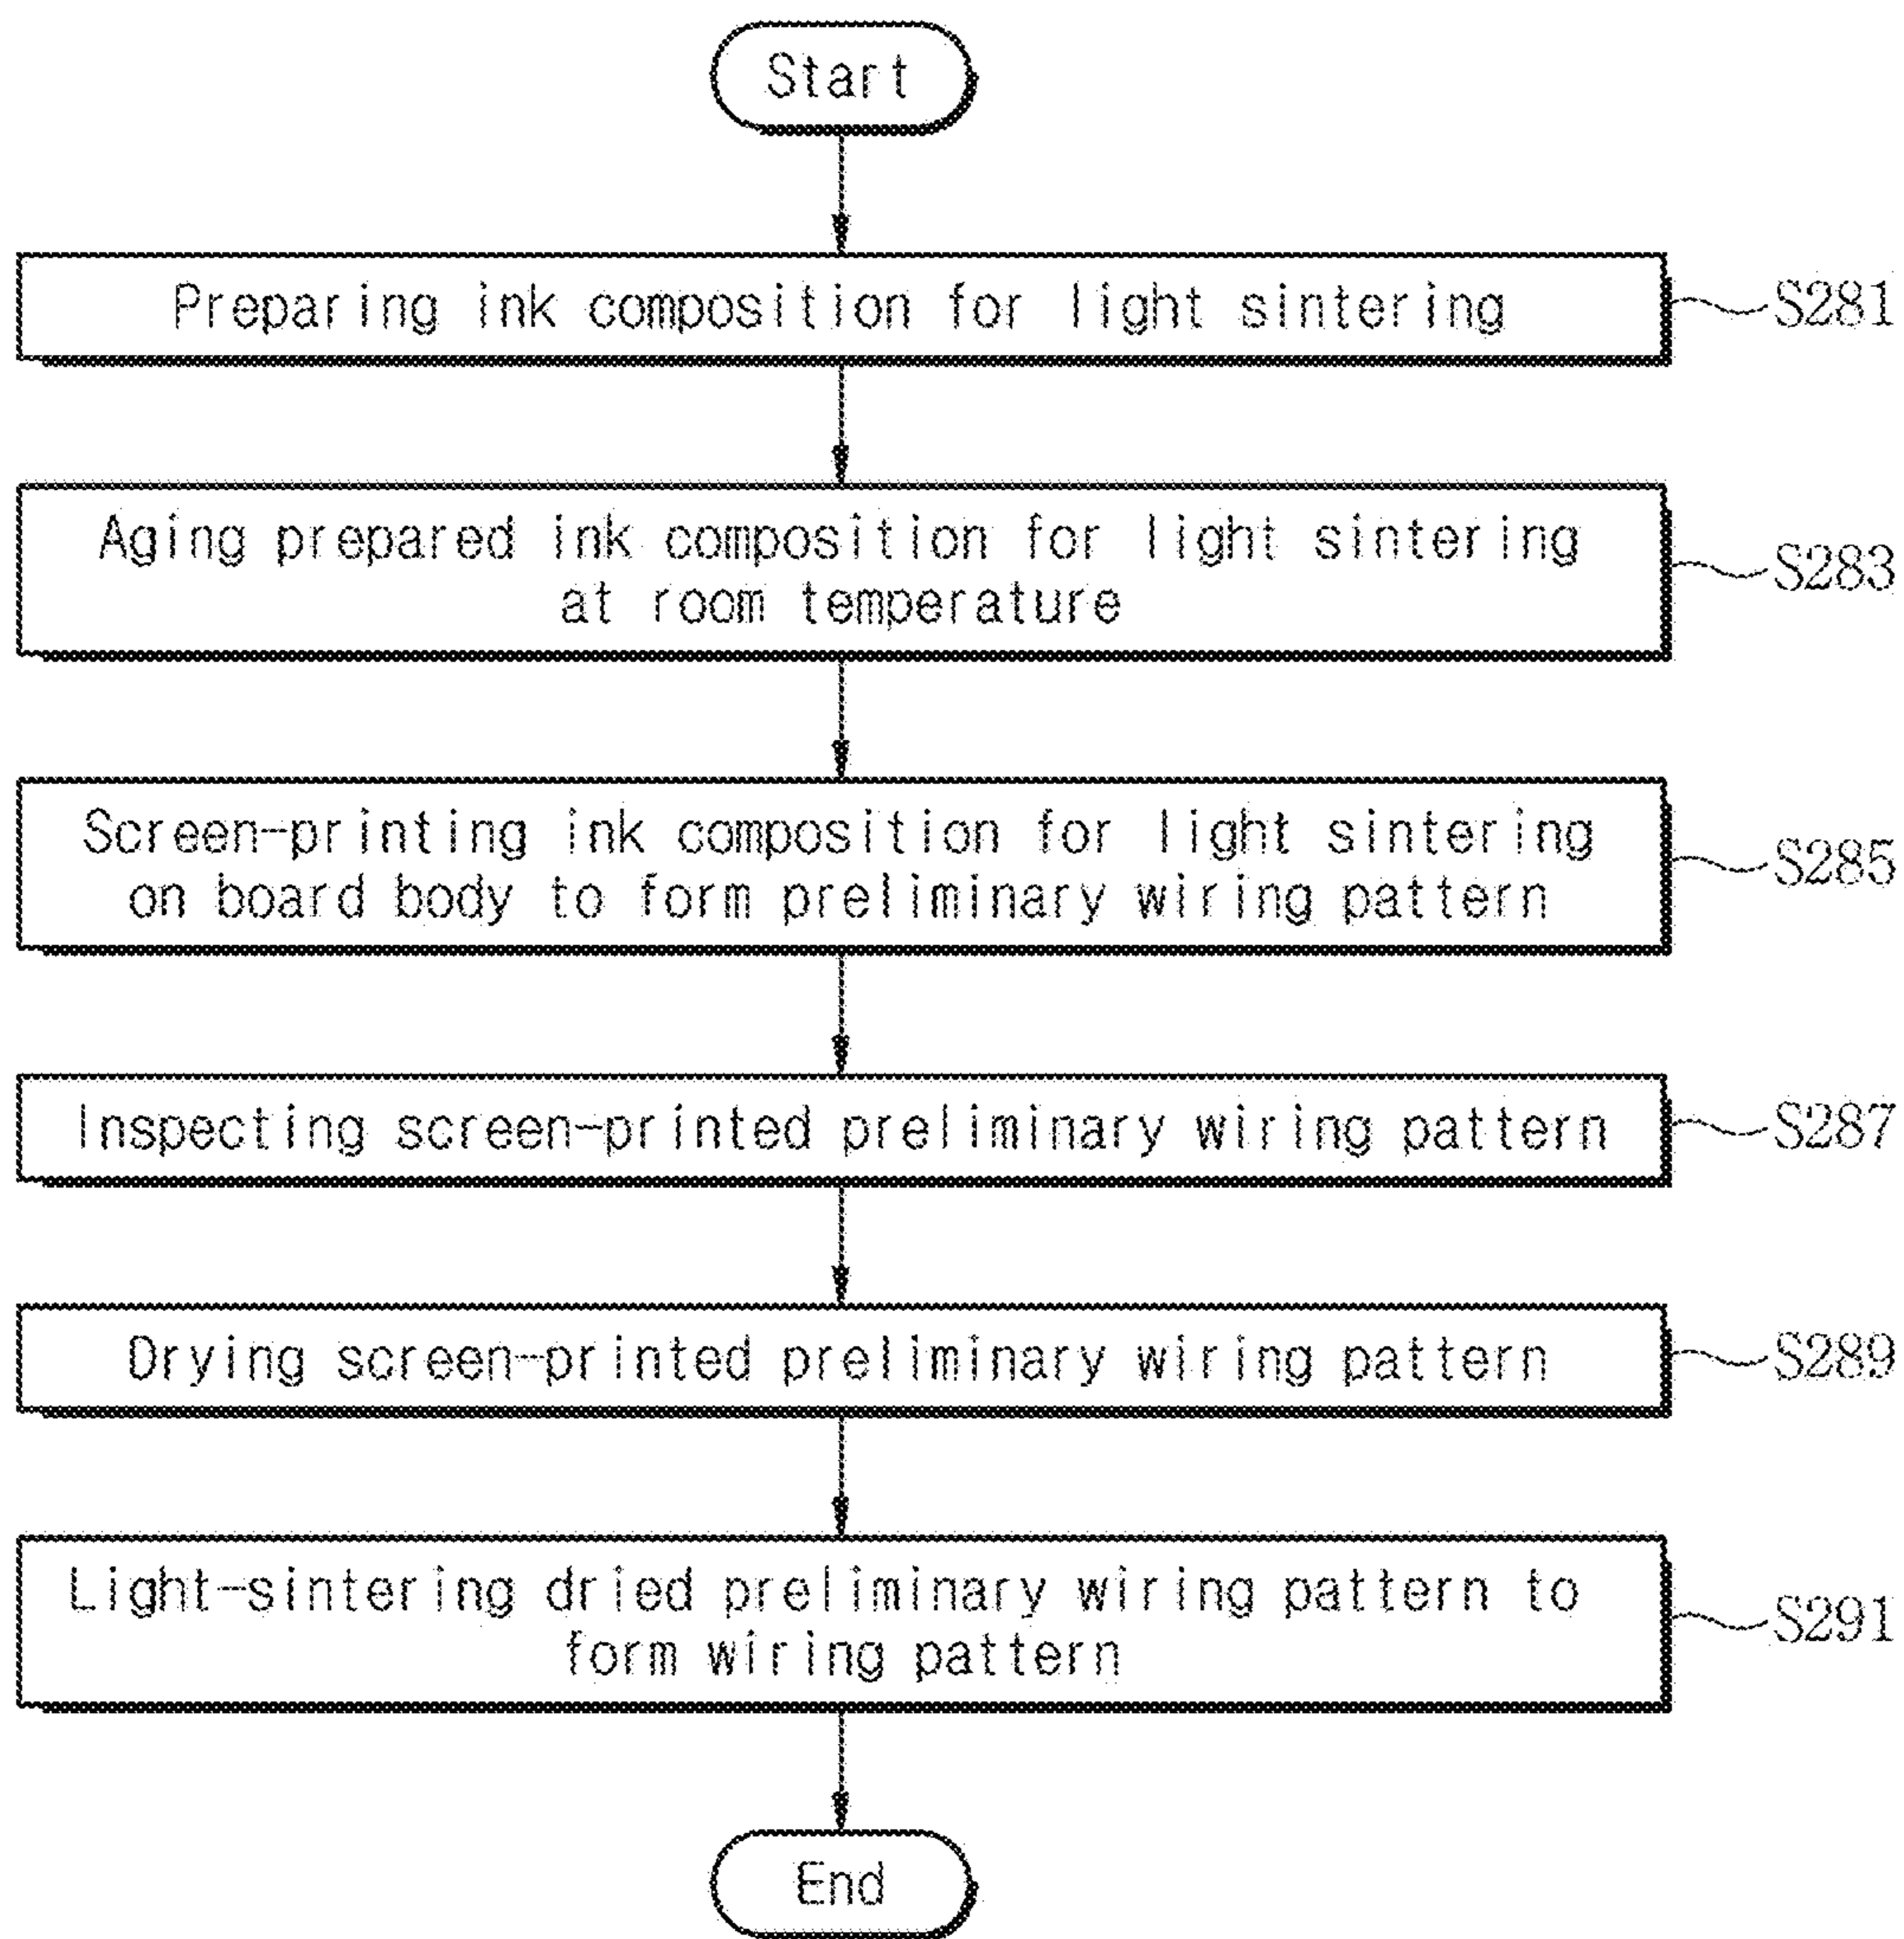 Start
Preparing ink composition for light sintering
S281
Aging prepared ink composition for light sintering
at room temperature
S283
Screen-printing ink composition for light sintering
on board body to form preliminary wiring pattern
S285
Inspecting screen-printed preliminary wiring pattern
S287
Drying screen-printed preliminary wiring pattern
S289
Light-sintering dried preliminary wiring pattern to
form wiring pattern
S291
End